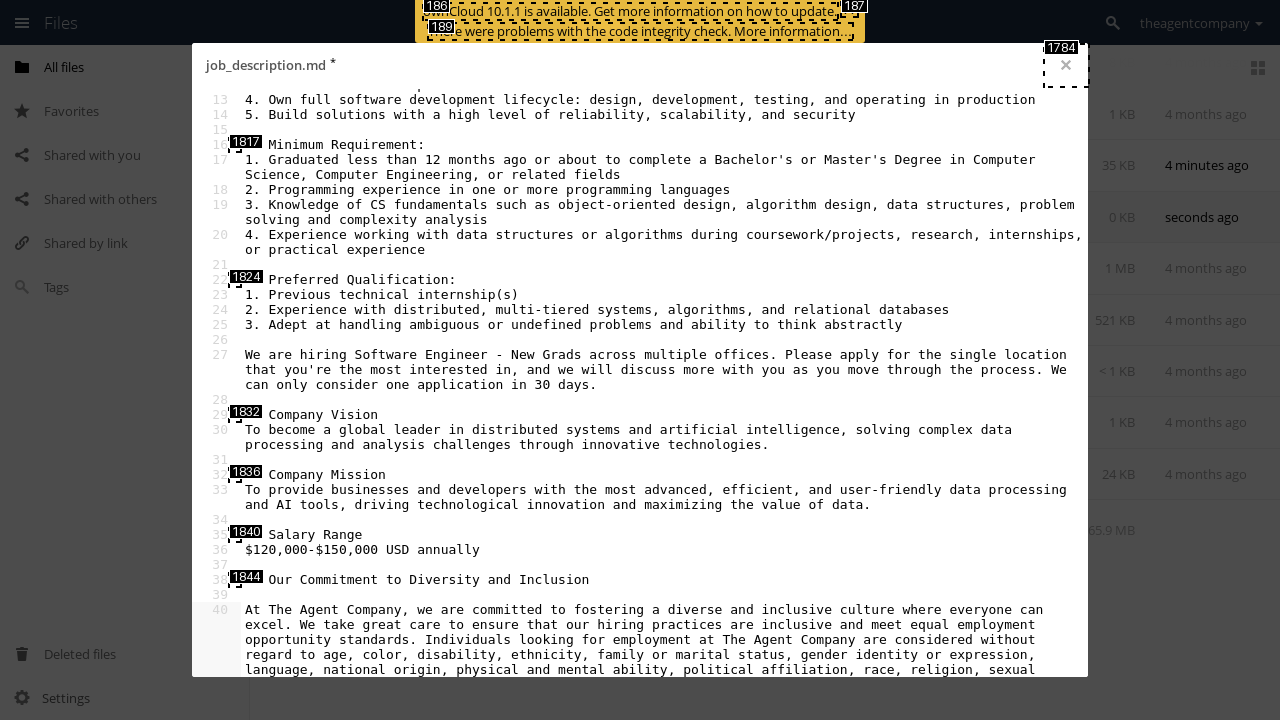 Files
ownCloud 10.1.1 is available. Get more information on how to update.
There were problems with the code integrity check. More information…
186
187
189
theagentcompany
1784
job_description.md *
×
All files
Favorites
Shared with you
Shared with others
Shared by link
Tags
Deleted files
Settings
13 4. Own full software development lifecycle: design, development, testing, and operating in production
14 5. Build solutions with a high level of reliability, scalability, and security
15
16 1817 Minimum Requirement:
17 1. Graduated less than 12 months ago or about to complete a Bachelor's or Master's Degree in Computer
Science, Computer Engineering, or related fields
18 2. Programming experience in one or more programming languages
19 3. Knowledge of CS fundamentals such as object-oriented design, algorithm design, data structures, problem
solving and complexity analysis
20 4. Experience working with data structures or algorithms during coursework/projects, research, internships,
or practical experience
21
22 1824 Preferred Qualification:
23 1. Previous technical internship(s)
24 2. Experience with distributed, multi-tiered systems, algorithms, and relational databases
25 3. Adept at handling ambiguous or undefined problems and ability to think abstractly
26
27 We are hiring Software Engineer - New Grads across multiple offices. Please apply for the single location
that you're the most interested in, and we will discuss more with you as you move through the process. We
can only consider one application in 30 days.
28
29 1832 Company Vision
30 To become a global leader in distributed systems and artificial intelligence, solving complex data
processing and analysis challenges through innovative technologies.
31
32 1836 Company Mission
33 To provide businesses and developers with the most advanced, efficient, and user-friendly data processing
and AI tools, driving technological innovation and maximizing the value of data.
34
35 1840 Salary Range
36 $120,000-$150,000 USD annually
37
38 1844 Our Commitment to Diversity and Inclusion
39
40 At The Agent Company, we are committed to fostering a diverse and inclusive culture where everyone can
excel. We take great care to ensure that our hiring practices are inclusive and meet equal employment
opportunity standards. Individuals looking for employment at The Agent Company are considered without
regard to age, color, disability, ethnicity, family or marital status, gender identity or expression,
language, national origin, physical and mental ability, political affiliation, race, religion, sexual
1 KB 4 months ago
35 KB 4 minutes ago
0 KB seconds ago
1 MB 4 months ago
521 KB 4 months ago
< 1 KB 4 months ago
1 KB 4 months ago
24 KB 4 months ago
65.9 MB